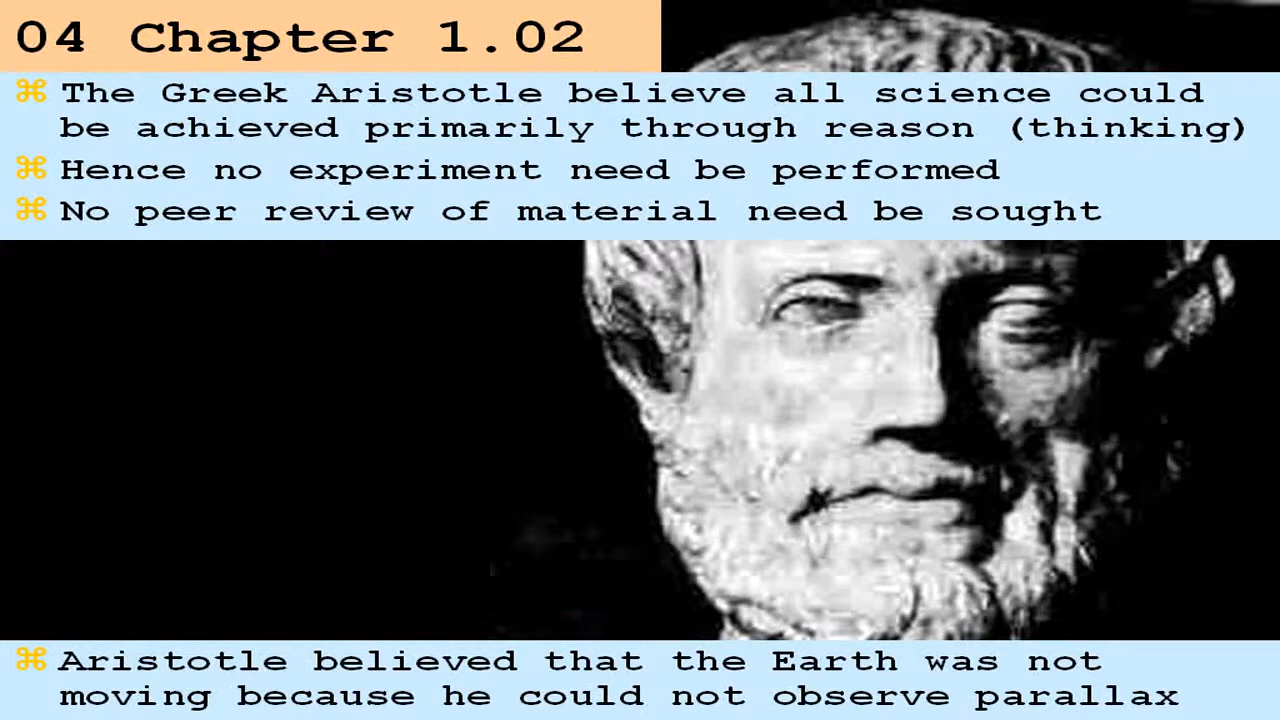 04 Chapter 1.02
⌘ The Greek Aristotle believe all science could
be achieved primarily through reason (thinking)
⌘ Hence no experiment need be performed
⌘ No peer review of material need be sought
⌘ Aristotle believed that the Earth was not
moving because he could not observe parallax